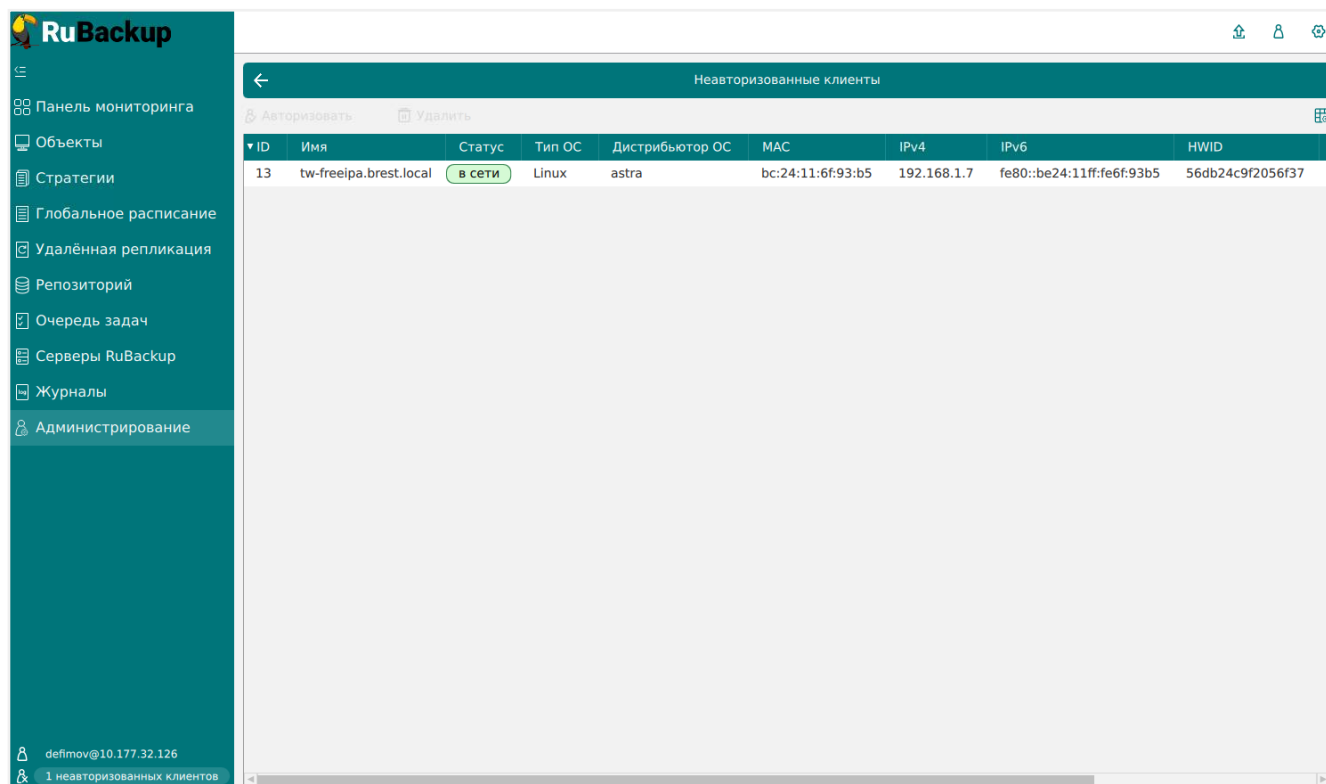 RuBackup
Неавторизованные клиенты
Панель мониторинга
Объекты
Стратегии
Глобальное расписание
Удалённая репликация
Репозиторий
Очередь задач
Серверы RuBackup
Журналы
Администрирование
Авторизовать Удалить
ID Имя Статус Тип ОС Дистрибьютор ОС MAC IPv4 IPv6 HWID
13 tw-freeipa.brest.local в сети Linux astra bc:24:11:6f:93:b5 192.168.1.7 fe80::be24:11ff:fe6f:93b5 56db24c9f2056f37
defimov@10.177.32.126
1 неавторизованных клиентов